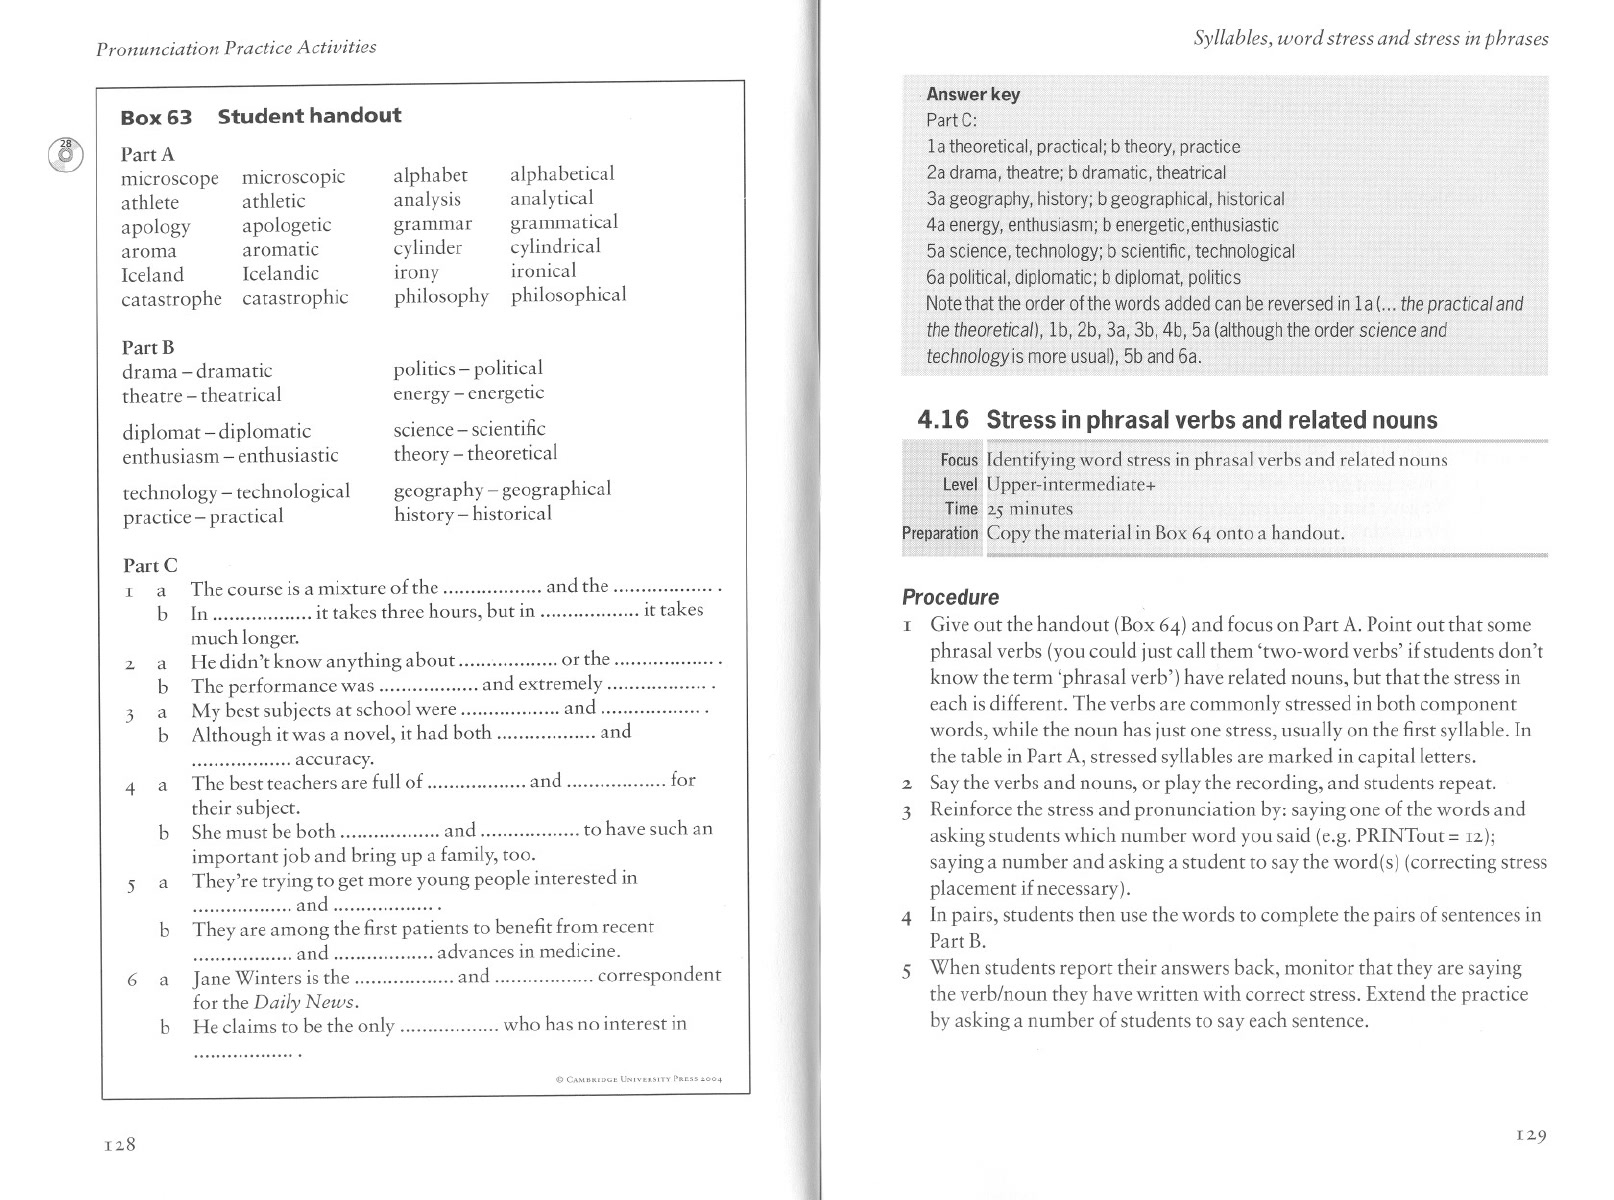 Pronunciation Practice Activities
Box 63 Student handout
28
Part A
microscope microscopic alphabet alphabetical
athlete athletic analysis analytical
apology apologetic grammar grammatical
aroma aromatic cylinder cylindrical
Iceland Icelandic irony ironical
catastrophe catastrophic philosophy philosophical
Part B
drama – dramatic politics – political
theatre – theatrical energy – energetic
diplomat – diplomatic science – scientific
enthusiasm – enthusiastic theory – theoretical
technology – technological geography – geographical
practice – practical history – historical
Part C
1 a The course is a mixture of the .................. and the .................. .
b In .................. it takes three hours, but in .................. it takes
much longer.
2 a He didn't know anything about .................. or the .................. .
b The performance was .................. and extremely .................. .
3 a My best subjects at school were .................. and .................. .
b Although it was a novel, it had both .................. and
.................. accuracy.
4 a The best teachers are full of .................. and .................. for
their subject.
b She must be both .................. and .................. to have such an
important job and bring up a family, too.
5 a They're trying to get more young people interested in
.................. and .................. .
b They are among the first patients to benefit from recent
.................. and .................. advances in medicine.
6 a Jane Winters is the .................. and .................. correspondent
for the Daily News.
b He claims to be the only .................. who has no interest in
.................. .
© Cambridge University Press 2004
128
Syllables, word stress and stress in phrases
Answer key
Part C:
1a theoretical, practical; b theory, practice
2a drama, theatre; b dramatic, theatrical
3a geography, history; b geographical, historical
4a energy, enthusiasm; b energetic, enthusiastic
5a science, technology; b scientific, technological
6a political, diplomatic; b diplomat, politics
Note that the order of the words added can be reversed in 1a (... the practical and
the theoretical), 1b, 2b, 3a, 3b, 4b, 5a (although the order science and
technology is more usual), 5b and 6a.
4.16 Stress in phrasal verbs and related nouns
Focus Identifying word stress in phrasal verbs and related nouns
Level Upper-intermediate+
Time 25 minutes
Preparation Copy the material in Box 64 onto a handout.
Procedure
1 Give out the handout (Box 64) and focus on Part A. Point out that some
phrasal verbs (you could just call them 'two-word verbs' if students don't
know the term 'phrasal verb') have related nouns, but that the stress in
each is different. The verbs are commonly stressed in both component
words, while the noun has just one stress, usually on the first syllable. In
the table in Part A, stressed syllables are marked in capital letters.
2 Say the verbs and nouns, or play the recording, and students repeat.
3 Reinforce the stress and pronunciation by: saying one of the words and
asking students which number word you said (e.g. PRINTout = 12);
saying a number and asking a student to say the word(s) (correcting stress
placement if necessary).
4 In pairs, students then use the words to complete the pairs of sentences in
Part B.
5 When students report their answers back, monitor that they are saying
the verb/noun they have written with correct stress. Extend the practice
by asking a number of students to say each sentence.
129